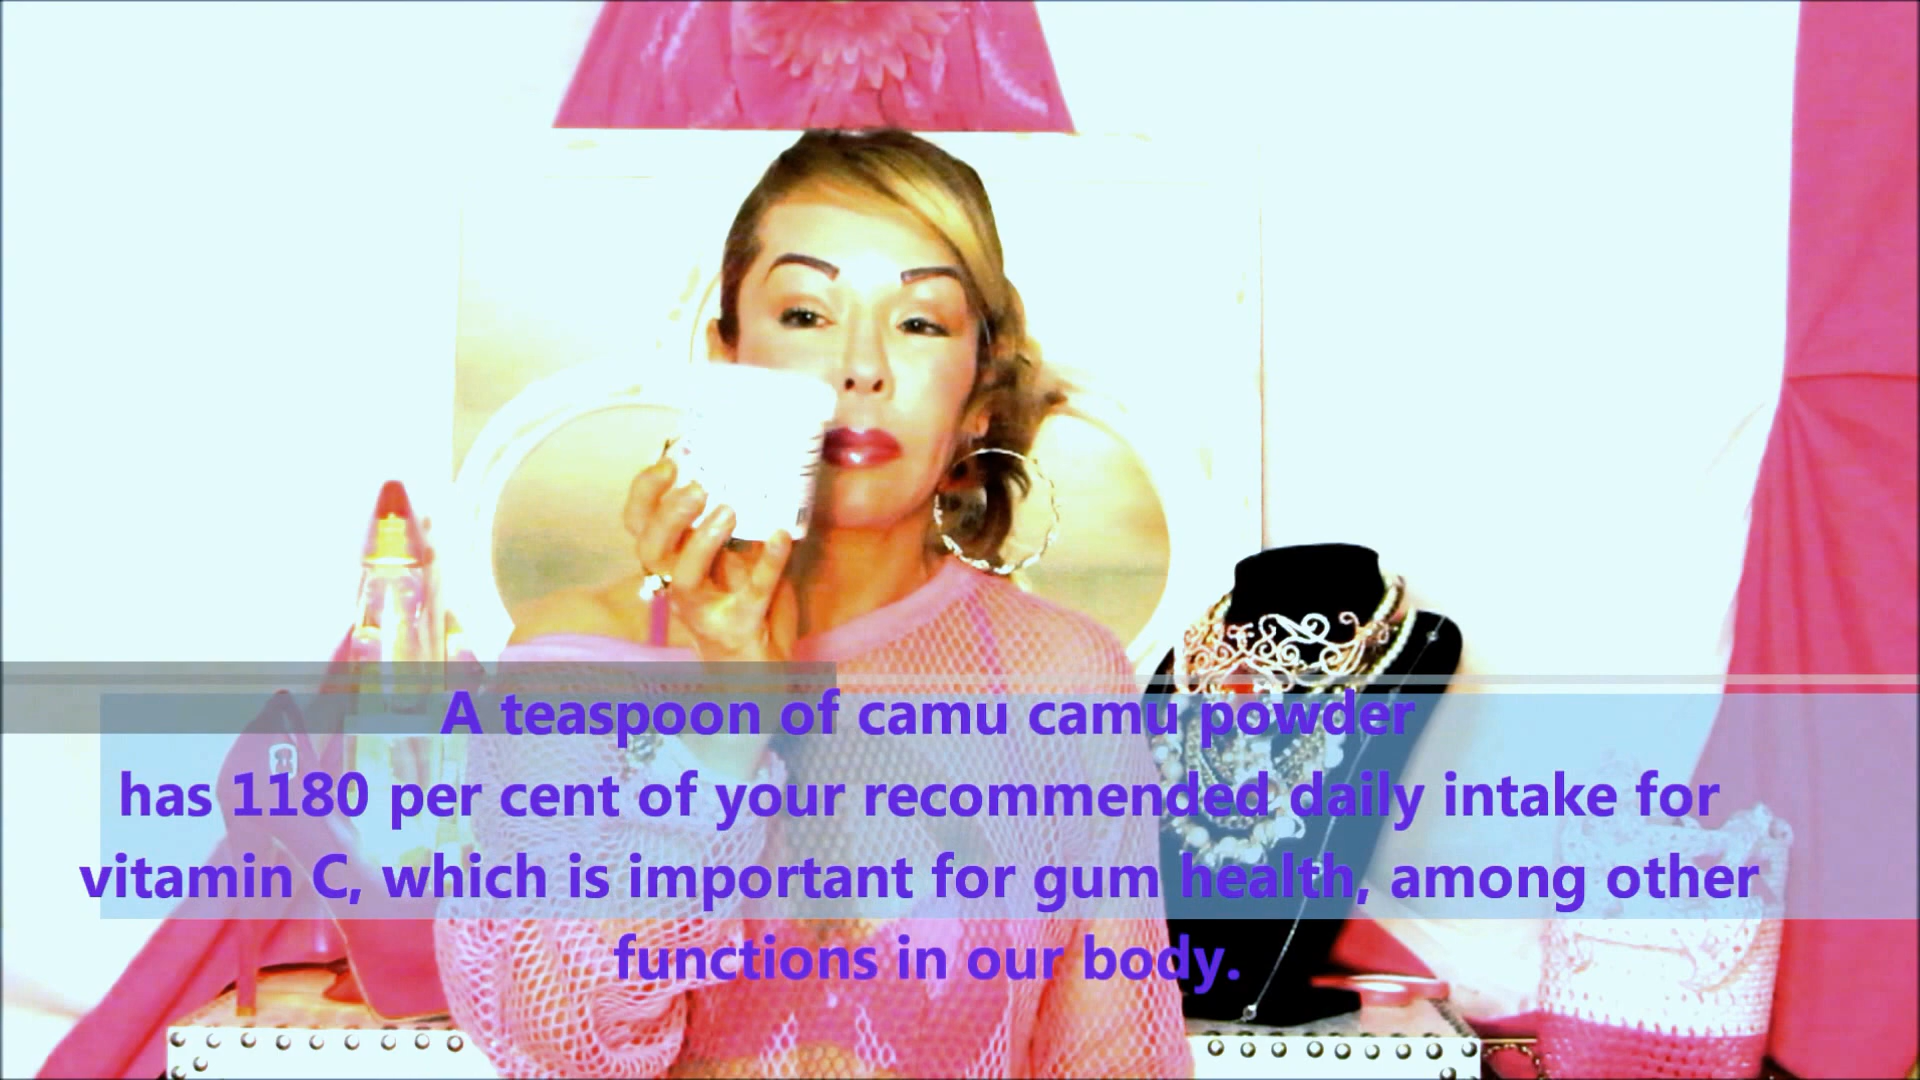 A teaspoon of camu camu powder
has 1180 per cent of your recommended daily intake for
vitamin C, which is important for gum health, among other
functions in our body.